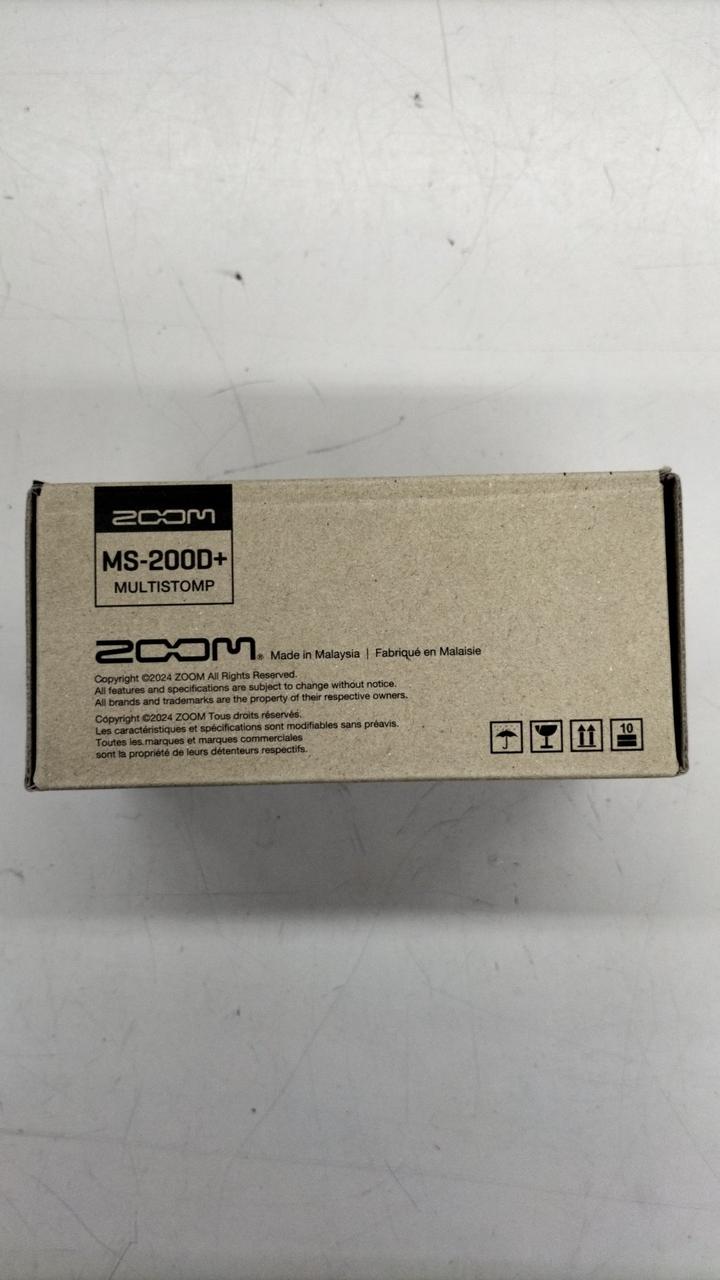 ZOOM
MS-200D+
MULTISTOMP
ZOOM® Made in Malaysia | Fabriqué en Malaisie
Copyright ©2024 ZOOM All Rights Reserved.
All features and specifications are subject to change without notice.
All brands and trademarks are the property of their respective owners.
Copyright ©2024 ZOOM Tous droits réservés.
Les caractéristiques et spécifications sont modifiables sans préavis.
Toutes les marques et marques commerciales
sont la propriété de leurs détenteurs respectifs.
10